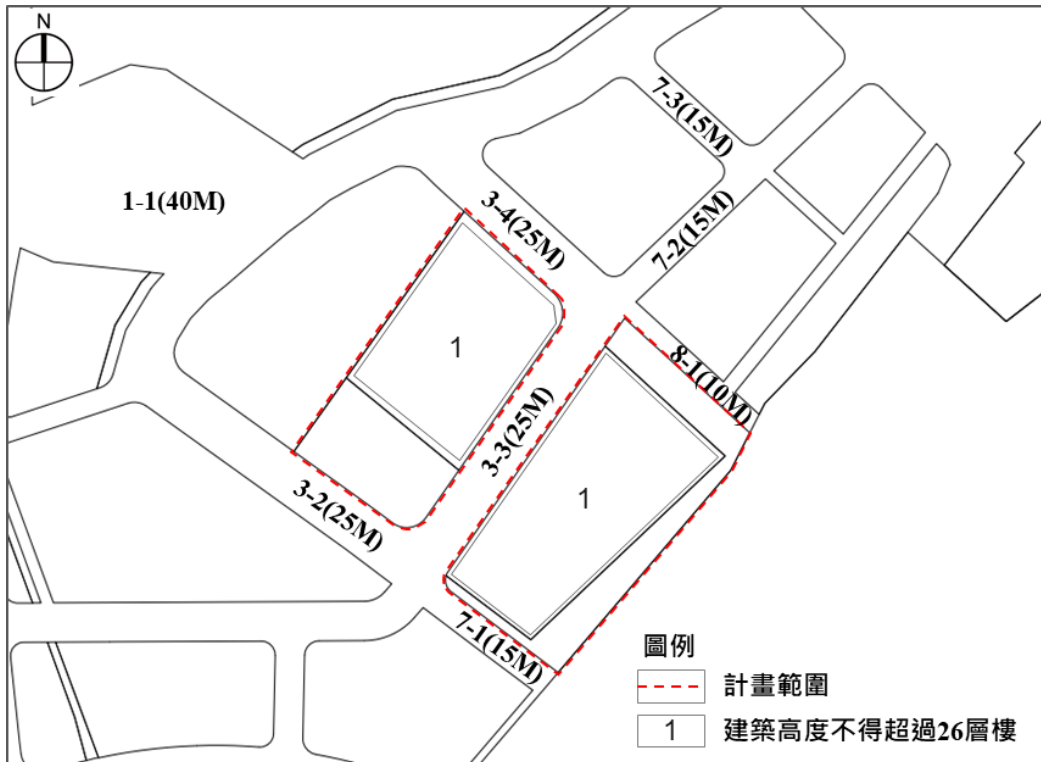 N
7-3(15M)
1-1(40M)
3-4(25M)
7-2(15M)
1
8-1(10M)
3-3(25M)
1
3-2(25M)
7-1(15M)
圖例
計畫範圍
1 建築高度不得超過26層樓